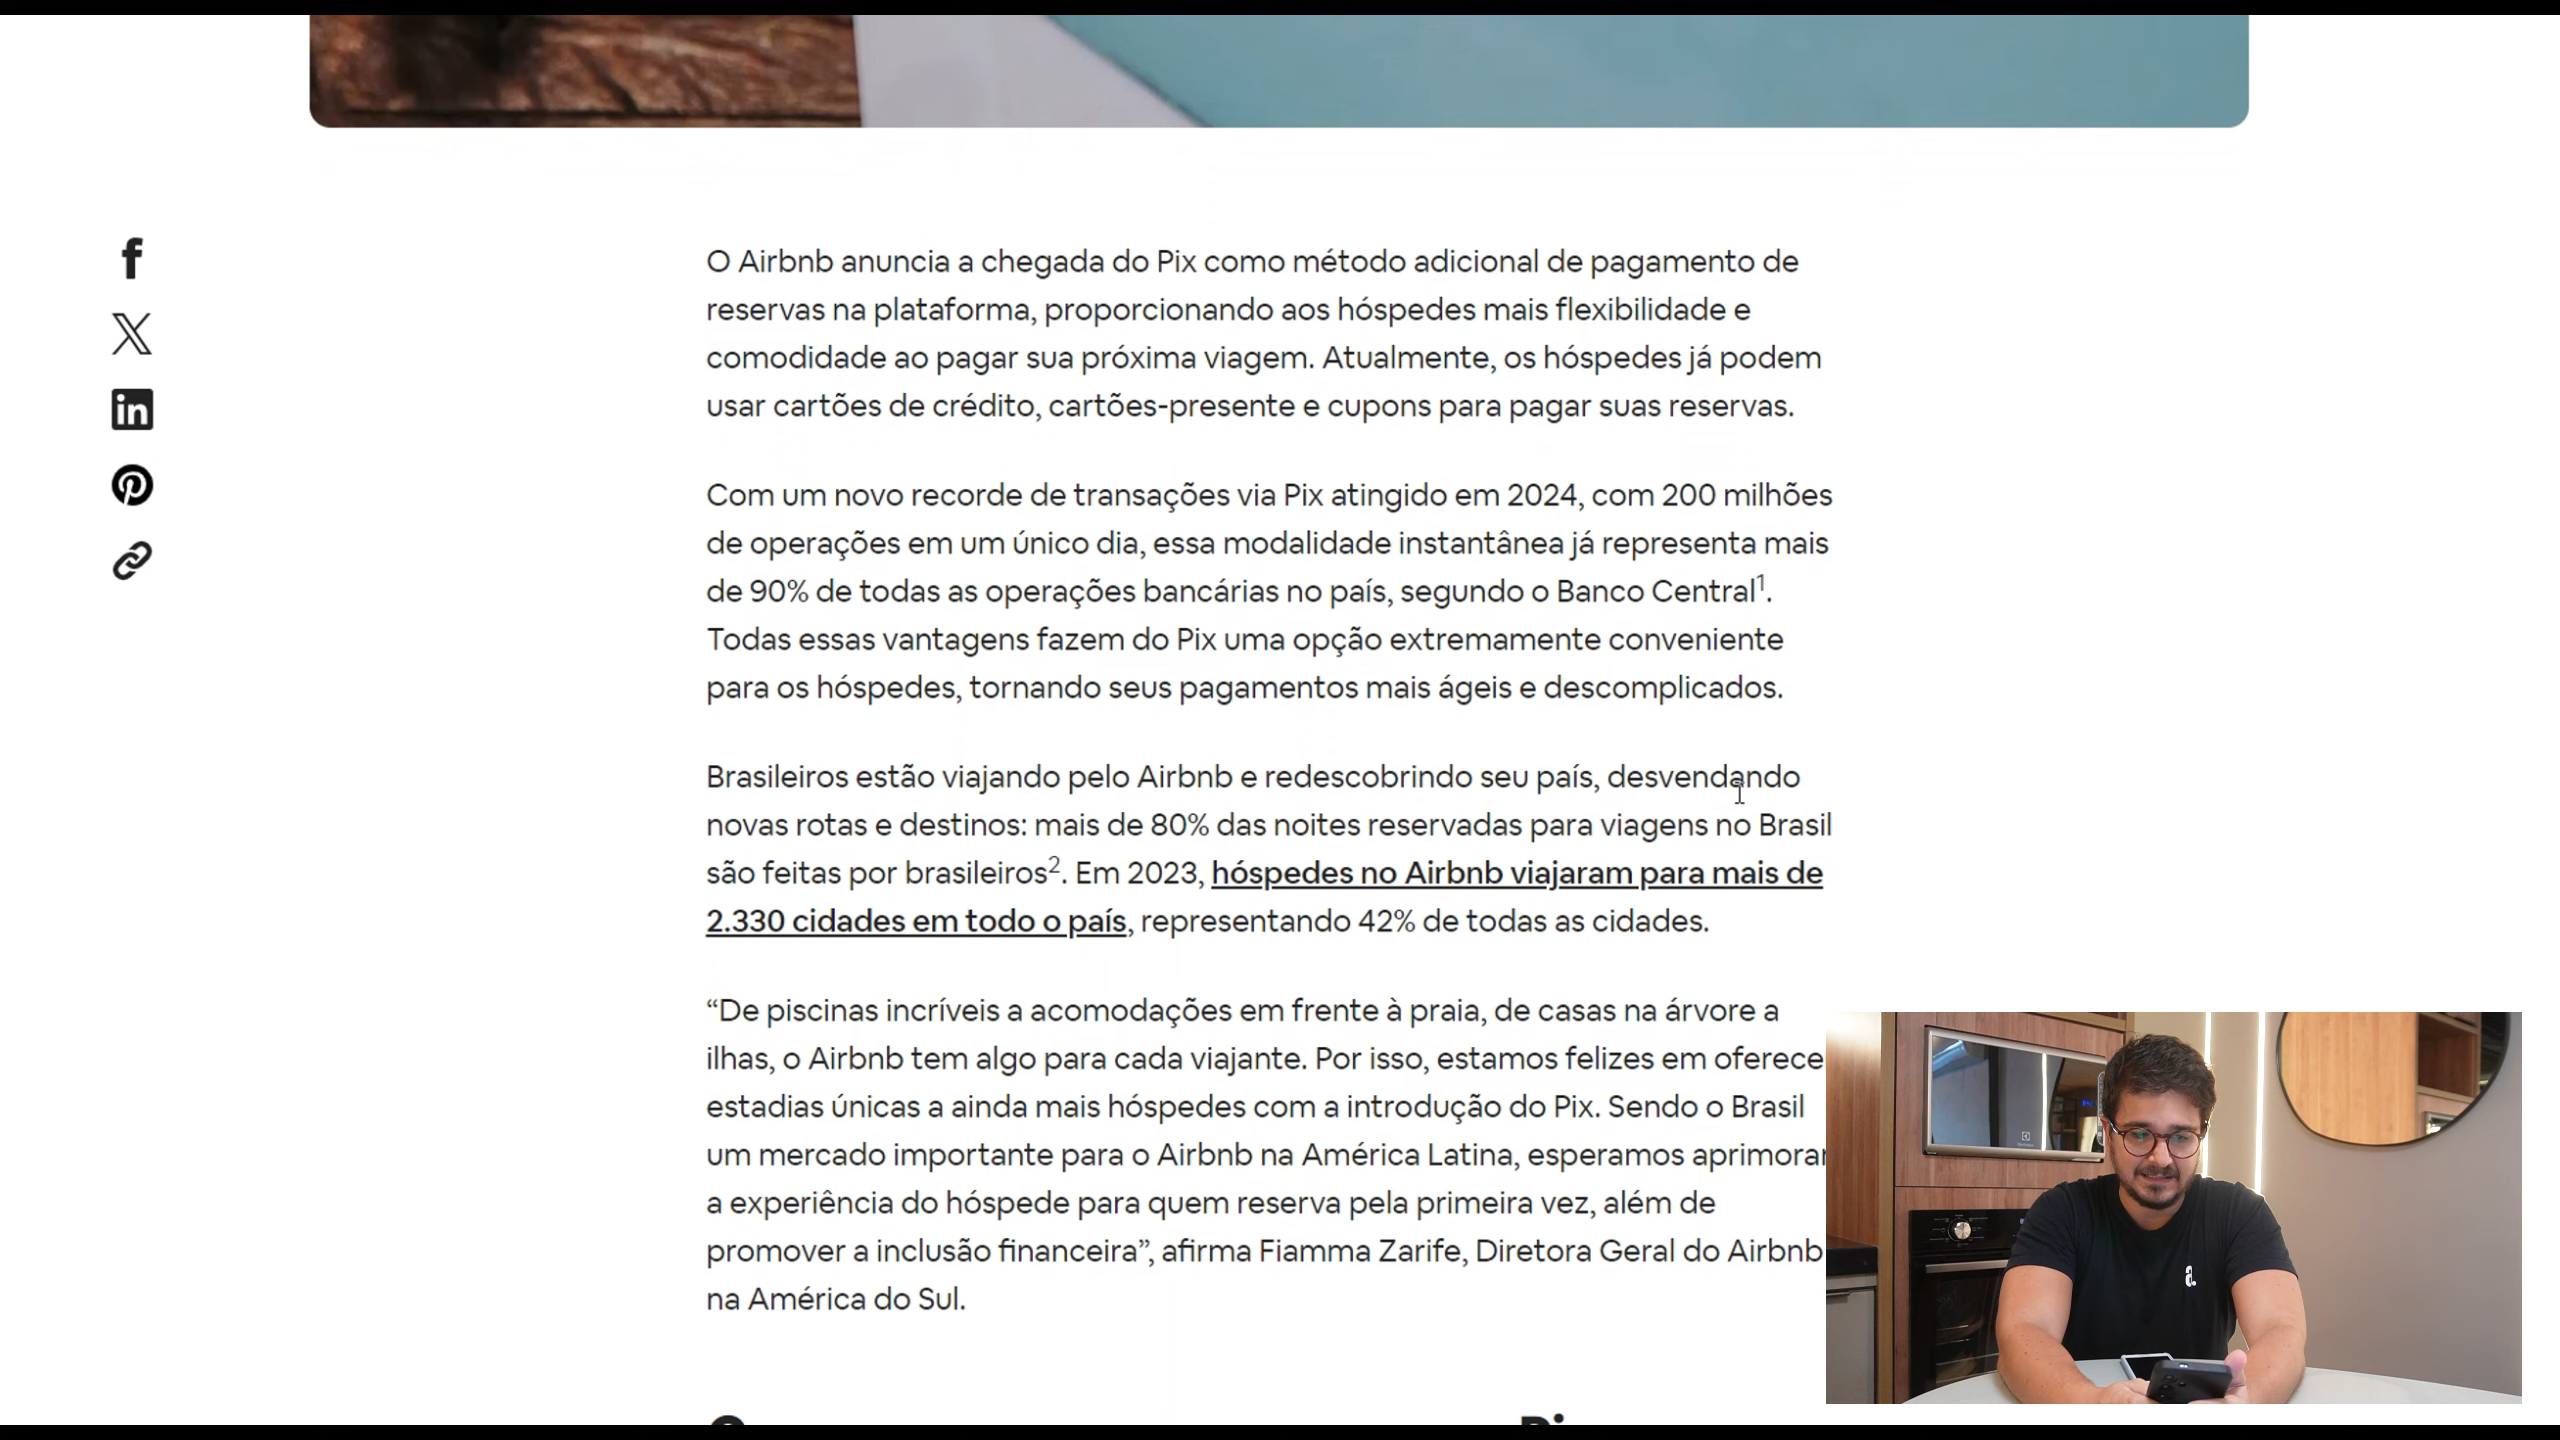 O Airbnb anuncia a chegada do Pix como método adicional de pagamento de
reservas na plataforma, proporcionando aos hóspedes mais flexibilidade e
comodidade ao pagar sua próxima viagem. Atualmente, os hóspedes já podem
usar cartões de crédito, cartões-presente e cupons para pagar suas reservas.
Com um novo recorde de transações via Pix atingido em 2024, com 200 milhões
de operações em um único dia, essa modalidade instantânea já representa mais
de 90% de todas as operações bancárias no país, segundo o Banco Central¹.
Todas essas vantagens fazem do Pix uma opção extremamente conveniente
para os hóspedes, tornando seus pagamentos mais ágeis e descomplicados.
Brasileiros estão viajando pelo Airbnb e redescobrindo seu país, desvendando
novas rotas e destinos: mais de 80% das noites reservadas para viagens no Brasil
são feitas por brasileiros². Em 2023, hóspedes no Airbnb viajaram para mais de
2.330 cidades em todo o país, representando 42% de todas as cidades.
“De piscinas incríveis a acomodações em frente à praia, de casas na árvore a
ilhas, o Airbnb tem algo para cada viajante. Por isso, estamos felizes em oferece
estadias únicas a ainda mais hóspedes com a introdução do Pix. Sendo o Brasil
um mercado importante para o Airbnb na América Latina, esperamos aprimorar
a experiência do hóspede para quem reserva pela primeira vez, além de
promover a inclusão financeira”, afirma Fiamma Zarife, Diretora Geral do Airbnb
na América do Sul.
a.